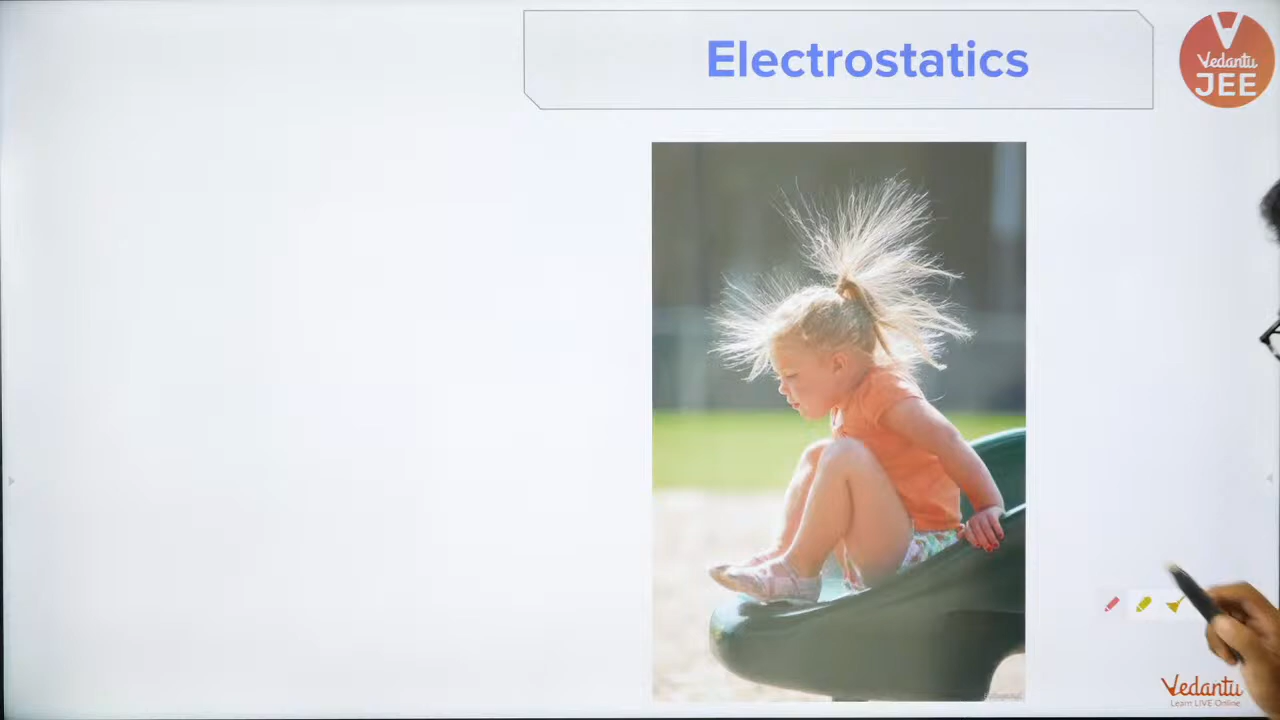 Electrostatics
Vedantu
JEE
Vedantu
Learn LIVE Online